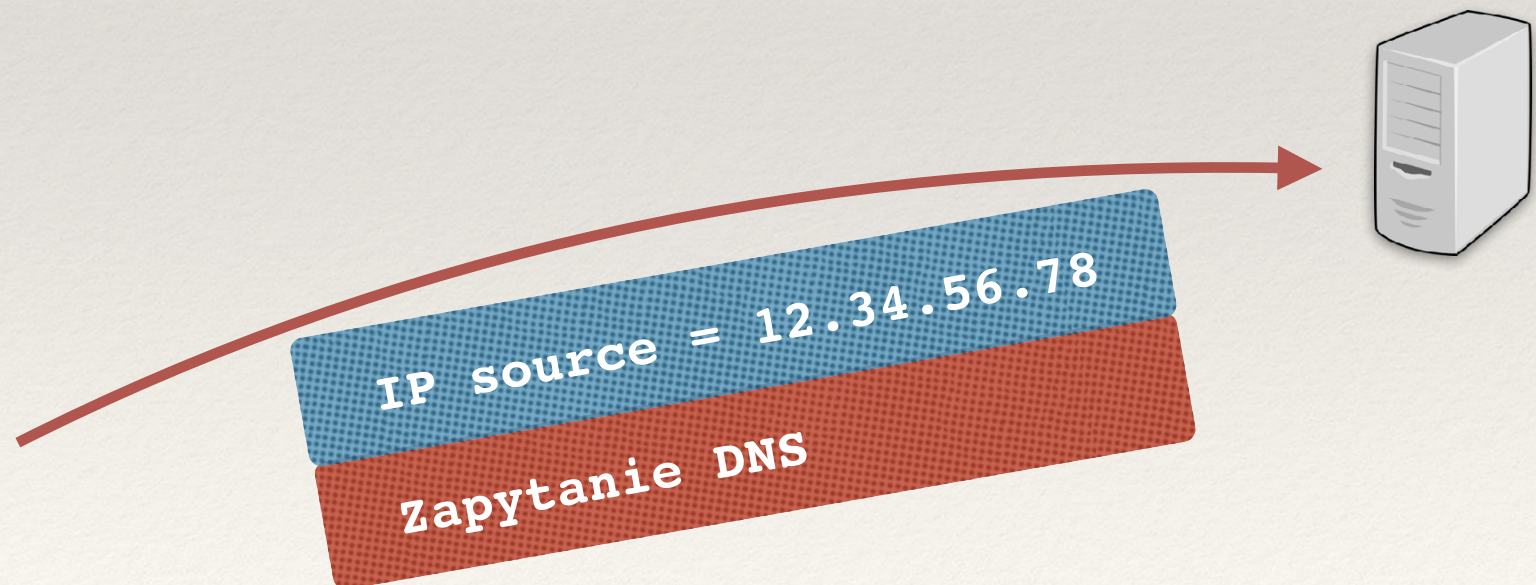 IP source = 12.34.56.78
Zapytanie DNS